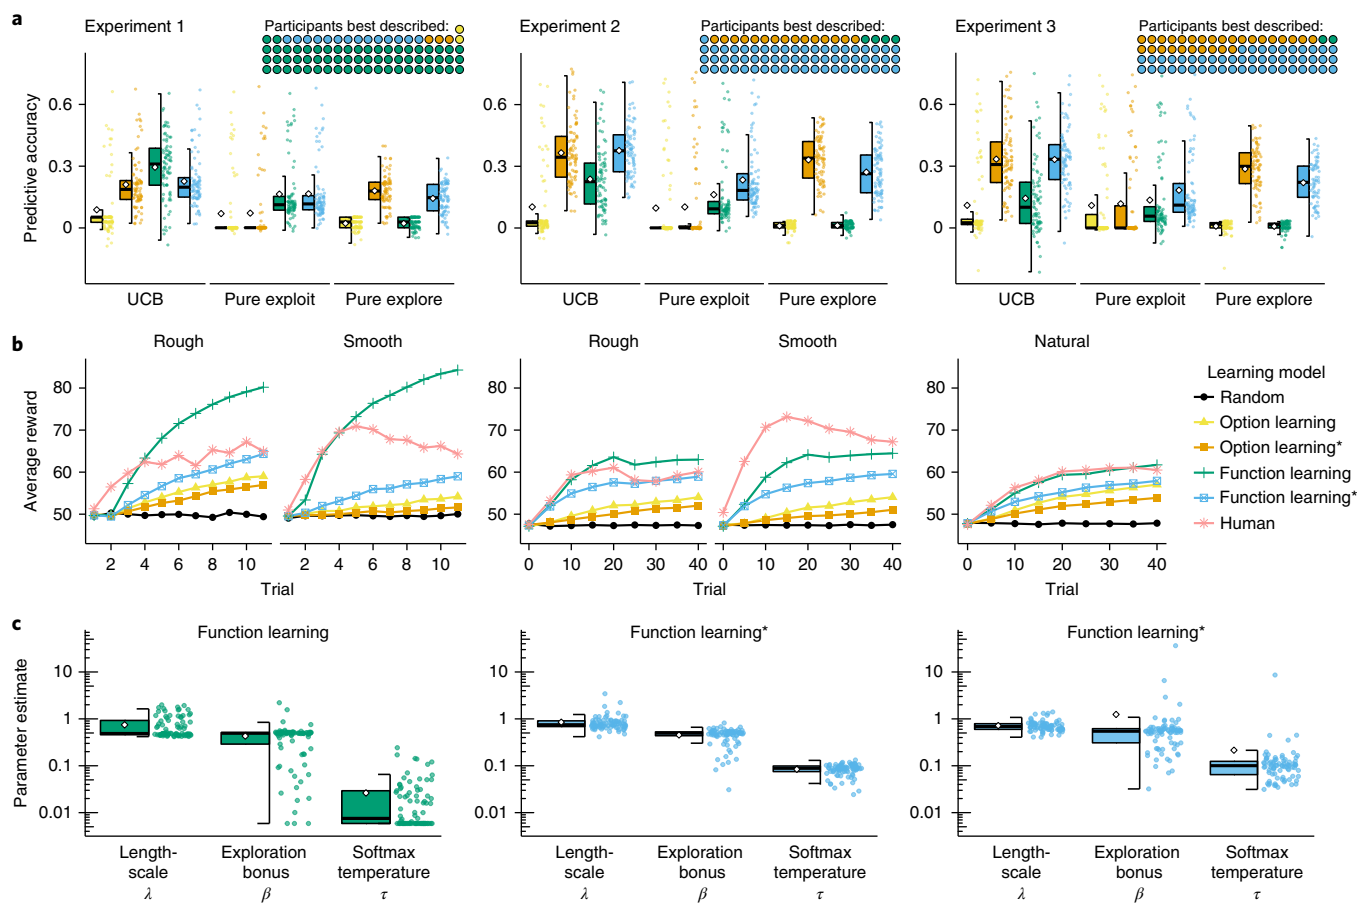 a
Experiment 1
Participants best described:
Experiment 2
Participants best described:
Experiment 3
Participants best described:
Predictive accuracy
0.6
0.3
0
UCB
Pure exploit
Pure explore
0.6
0.3
0
UCB
Pure exploit
Pure explore
0.6
0.3
0
UCB
Pure exploit
Pure explore
b
Rough
Smooth
Rough
Smooth
Natural
Average reward
80
70
60
50
2 4 6 8 10
2 4 6 8 10
Trial
80
70
60
50
0 10 20 30 40
0 10 20 30 40
Trial
80
70
60
50
0 10 20 30 40
Trial
Learning model
Random
Option learning
Option learning*
Function learning
Function learning*
Human
c
Function learning
Function learning*
Function learning*
Parameter estimate
10
1
0.1
0.01
Length-
scale
λ
Exploration
bonus
β
Softmax
temperature
τ
10
1
0.1
0.01
Length-
scale
λ
Exploration
bonus
β
Softmax
temperature
τ
10
1
0.1
0.01
Length-
scale
λ
Exploration
bonus
β
Softmax
temperature
τ